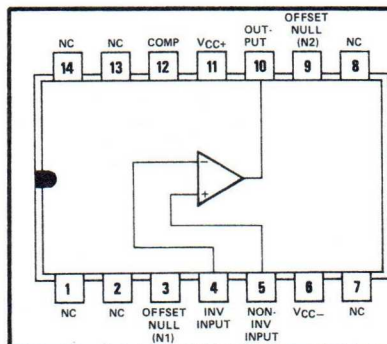 OFFSET
NC NC COMP VCC+ OUT- NULL NC
PUT (N2)
14 13 12 11 10 9 8
−
+
1 2 3 4 5 6 7
NC NC OFFSET INV NON- VCC− NC
NULL INPUT INV
(N1) INPUT